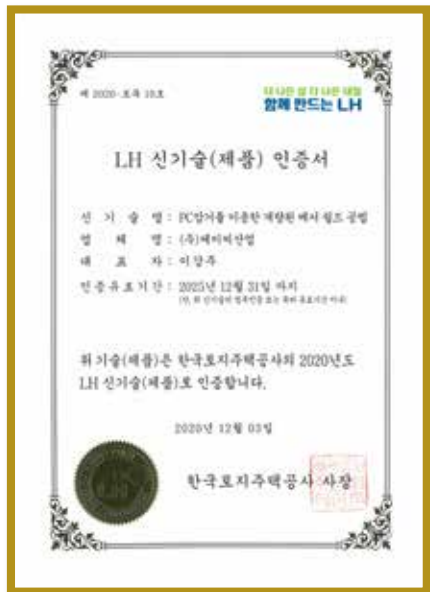 제 2020-토목 10호
더 나은 삶 더 나은 내일
함께 만드는 LH
LH 신기술(제품) 인증서
신 기 술 명 : PC암거를 이용한 개량된 메서 쉴드 공법
업 체 명 : (주)에이비산업
대 표 자 : 이창우
인증유효기간 : 2025년 12월 31일 까지
위 기술(제품)은 한국토지주택공사의 2020년도
LH 신기술(제품)로 인증합니다.
2020년 12월 03일
LH
한국토지주택공사 사장